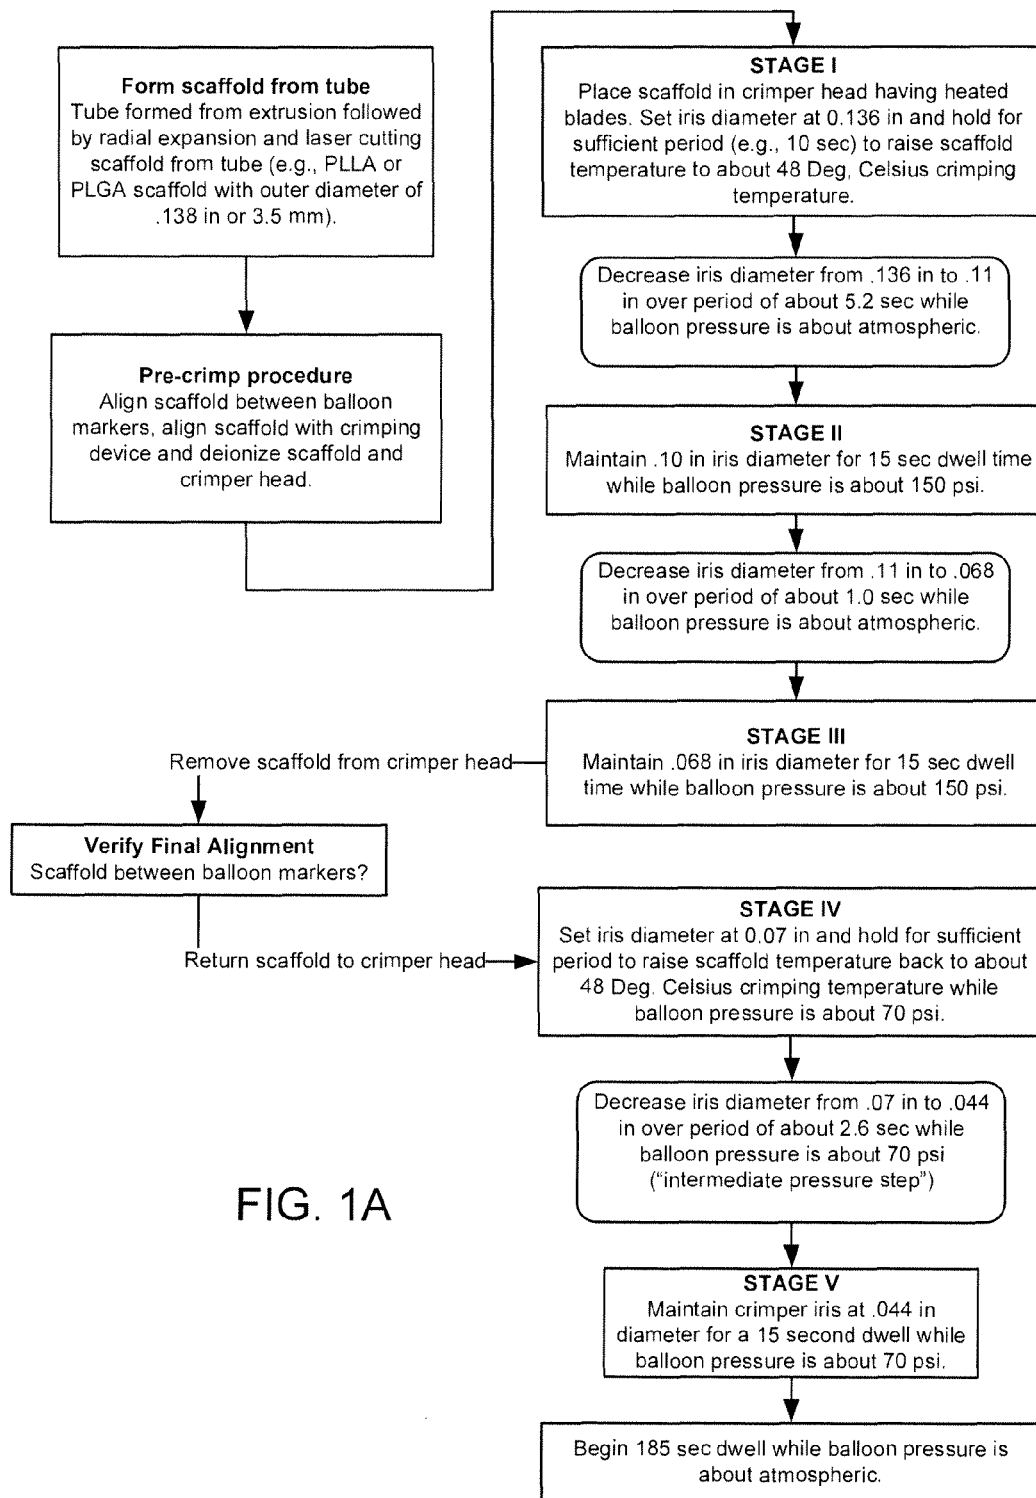 Form scaffold from tube
Tube formed from extrusion followed
by radial expansion and laser cutting
scaffold from tube (e.g., PLLA or
PLGA scaffold with outer diameter of
.138 in or 3.5 mm).
Pre-crimp procedure
Align scaffold between balloon
markers, align scaffold with crimping
device and deionize scaffold and
crimper head.
STAGE I
Place scaffold in crimper head having heated
blades. Set iris diameter at 0.136 in and hold for
sufficient period (e.g., 10 sec) to raise scaffold
temperature to about 48 Deg, Celsius crimping
temperature.
Decrease iris diameter from .136 in to .11
in over period of about 5.2 sec while
balloon pressure is about atmospheric.
STAGE II
Maintain .10 in iris diameter for 15 sec dwell time
while balloon pressure is about 150 psi.
Decrease iris diameter from .11 in to .068
in over period of about 1.0 sec while
balloon pressure is about atmospheric.
STAGE III
Maintain .068 in iris diameter for 15 sec dwell
time while balloon pressure is about 150 psi.
Remove scaffold from crimper head
Verify Final Alignment
Scaffold between balloon markers?
Return scaffold to crimper head
STAGE IV
Set iris diameter at 0.07 in and hold for sufficient
period to raise scaffold temperature back to about
48 Deg. Celsius crimping temperature while
balloon pressure is about 70 psi.
Decrease iris diameter from .07 in to .044
in over period of about 2.6 sec while
balloon pressure is about 70 psi
(“intermediate pressure step”)
STAGE V
Maintain crimper iris at .044 in
diameter for a 15 second dwell while
balloon pressure is about 70 psi.
Begin 185 sec dwell while balloon pressure is
about atmospheric.
FIG. 1A